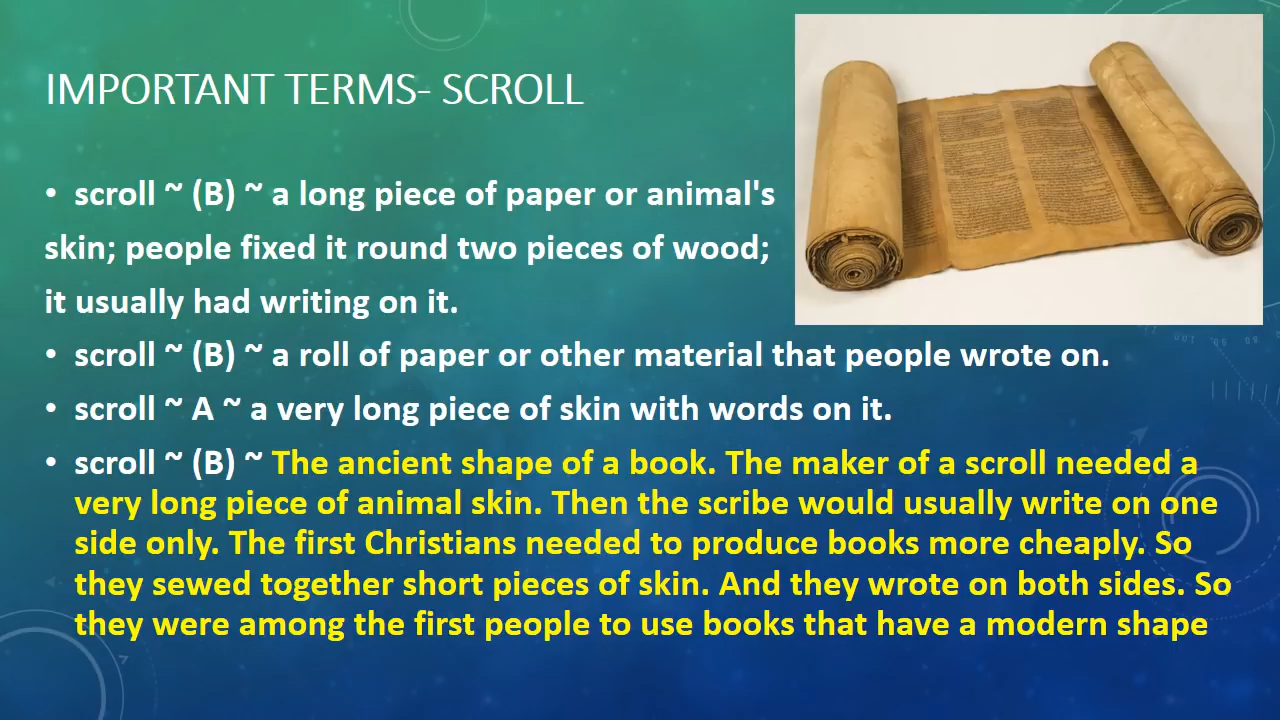 IMPORTANT TERMS- SCROLL
• scroll ~ (B) ~ a long piece of paper or animal's
skin; people fixed it round two pieces of wood;
it usually had writing on it.
• scroll ~ (B) ~ a roll of paper or other material that people wrote on.
• scroll ~ A ~ a very long piece of skin with words on it.
• scroll ~ (B) ~ The ancient shape of a book. The maker of a scroll needed a
very long piece of animal skin. Then the scribe would usually write on one
side only. The first Christians needed to produce books more cheaply. So
they sewed together short pieces of skin. And they wrote on both sides. So
they were among the first people to use books that have a modern shape